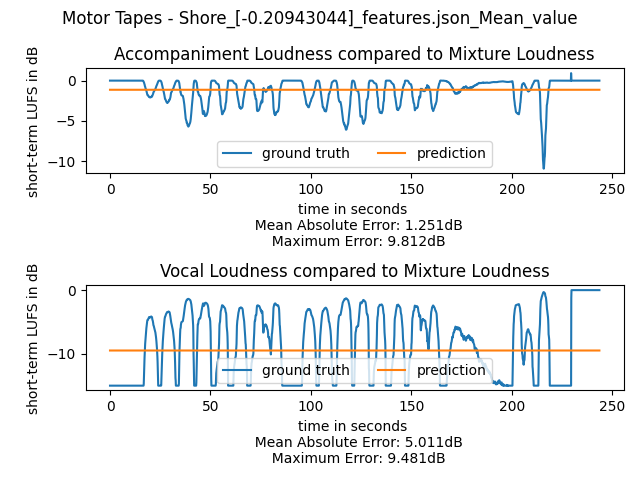 Motor Tapes - Shore_[-0.20943044]_features.json_Mean_value
Accompaniment Loudness compared to Mixture Loudness
short-term LUFS in dB
0
−5
−10
ground truth prediction
0 50 100 150 200 250
time in seconds
Mean Absolute Error: 1.251dB
Maximum Error: 9.812dB
Vocal Loudness compared to Mixture Loudness
short-term LUFS in dB
0
−10
ground truth prediction
0 50 100 150 200 250
time in seconds
Mean Absolute Error: 5.011dB
Maximum Error: 9.481dB